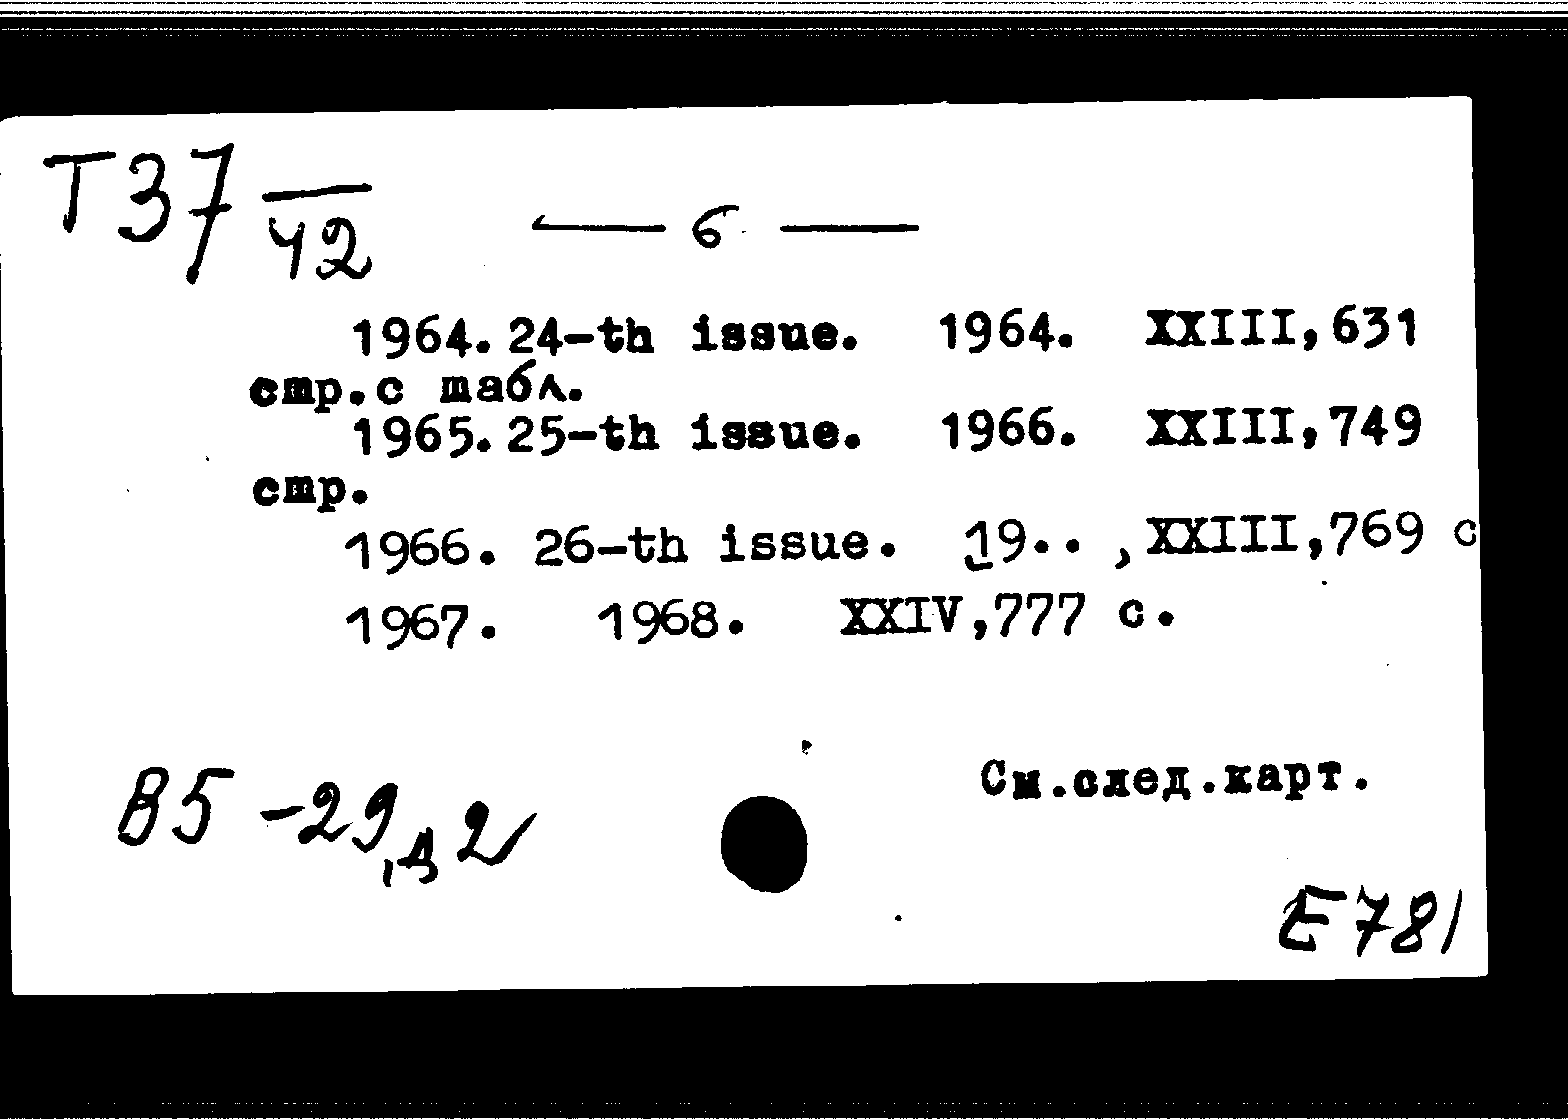 Т37 42
— 6 —
1964. 24-th issue. 1964. XXIII, 631
стр. с табл.
1965. 25-th issue. 1966. XXIII, 749
стр.
1966. 26-th issue. 19.. , XXIII, 769 с
1967. 1968. XXIV, 777 с.
См. след. карт.
В5-29, д2
Е781